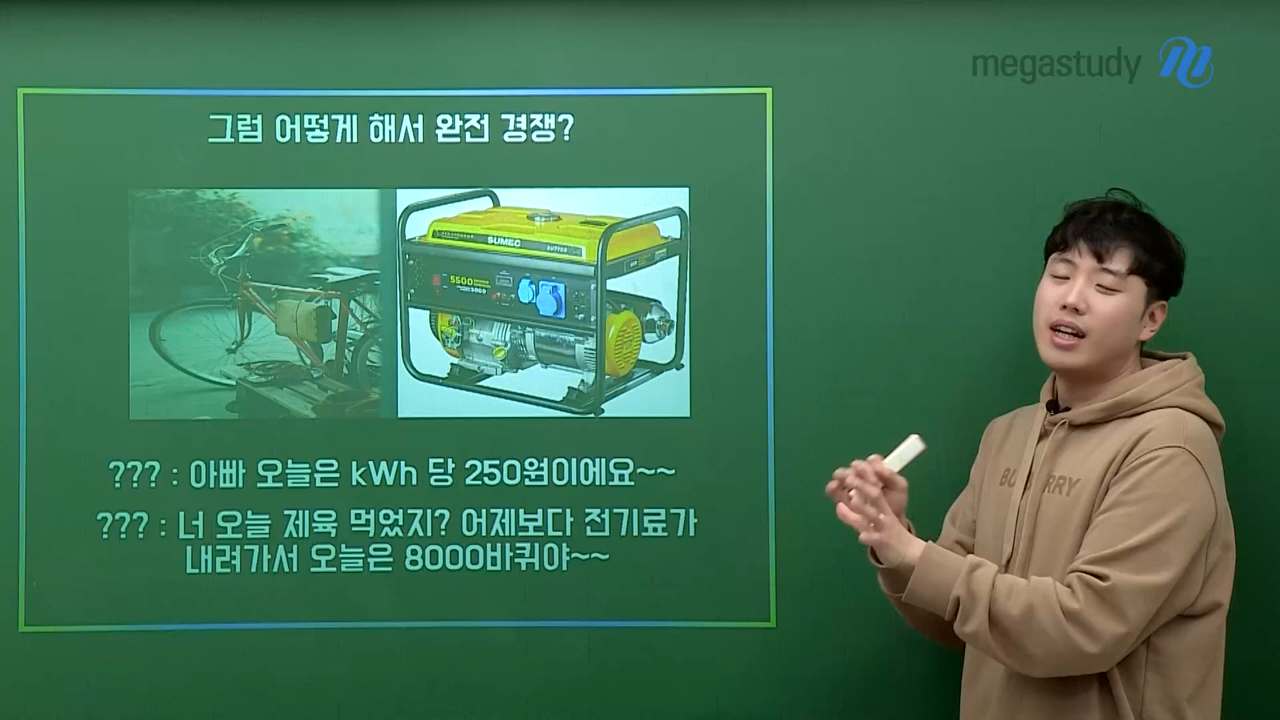 megastudy
그럼 어떻게 해서 완전 경쟁?
SUMEC
5500
??? : 아빠 오늘은 kWh 당 250원이에요~~
??? : 너 오늘 제육 먹었지? 어제보다 전기료가
내려가서 오늘은 8000바퀴야~~